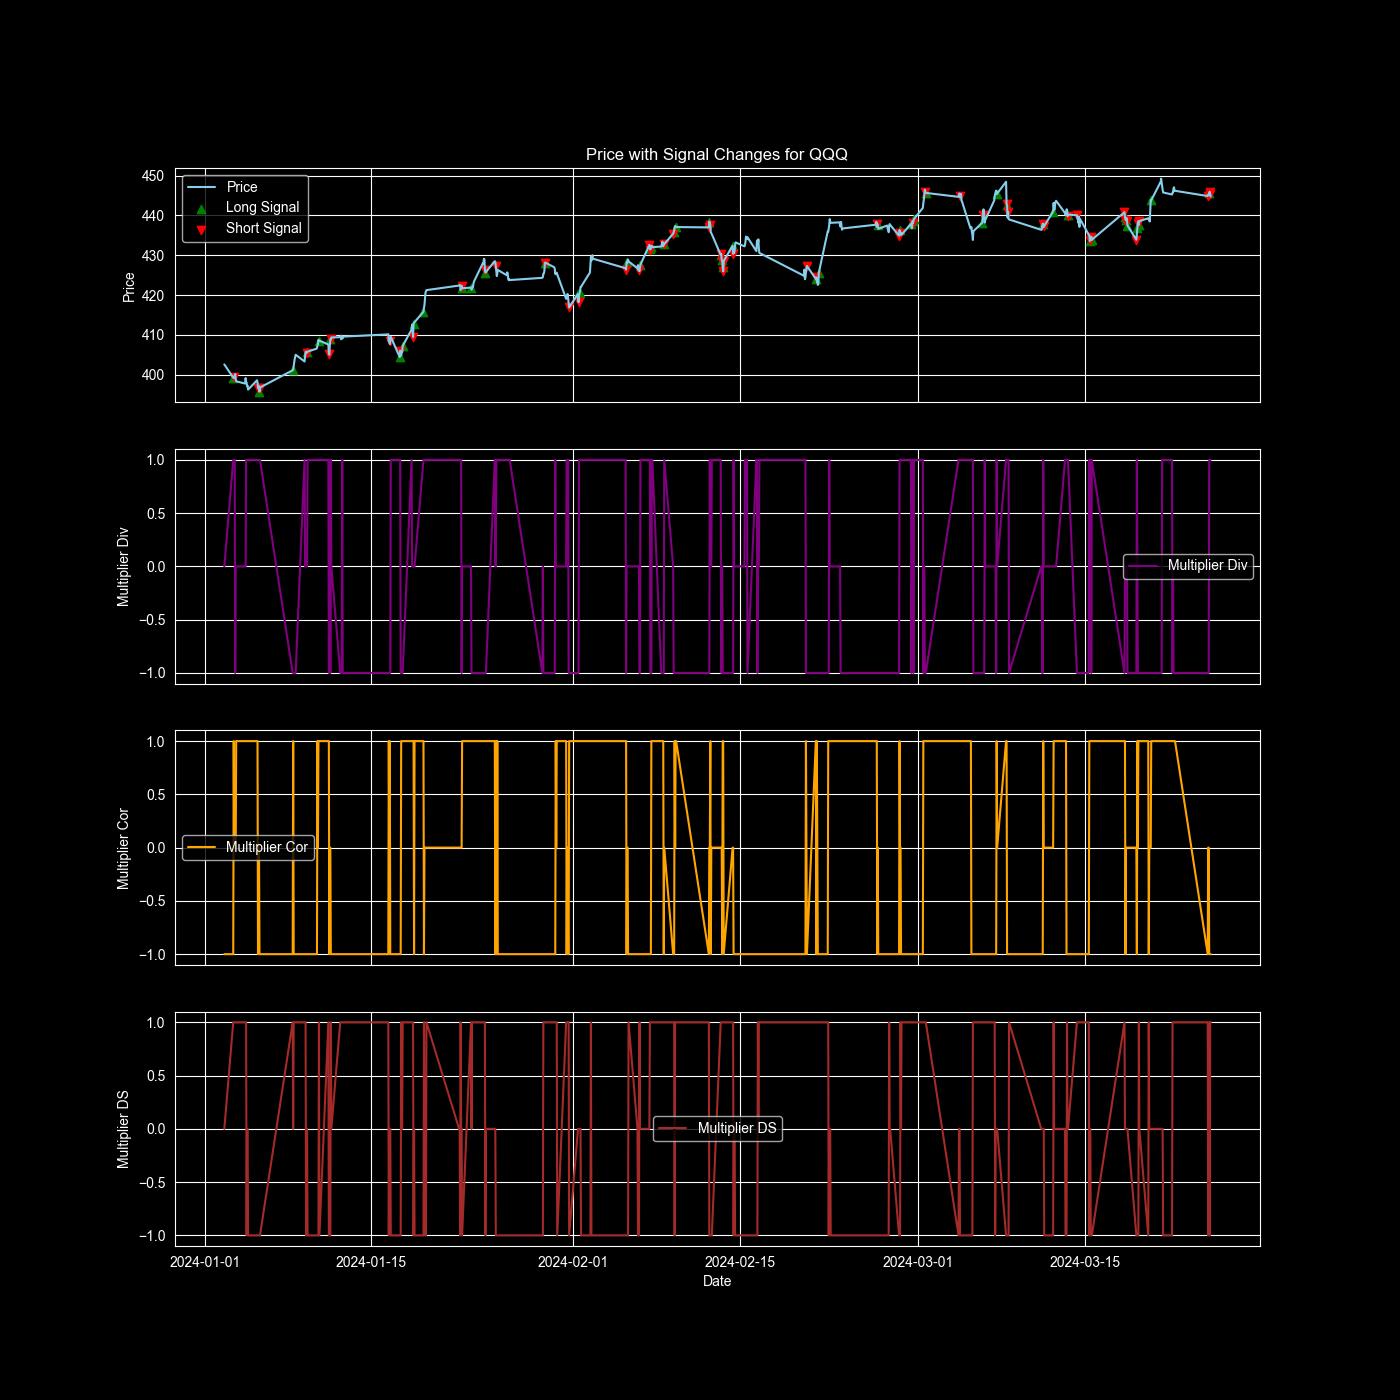 Price with Signal Changes for QQQ
450
440
430
420
410
400
Price
Price
Long Signal
Short Signal
1.0
0.5
0.0
−0.5
−1.0
Multiplier Div
Multiplier Div
1.0
0.5
0.0
−0.5
−1.0
Multiplier Cor
Multiplier Cor
1.0
0.5
0.0
−0.5
−1.0
Multiplier DS
Multiplier DS
2024-01-01 2024-01-15 2024-02-01 2024-02-15 2024-03-01 2024-03-15
Date